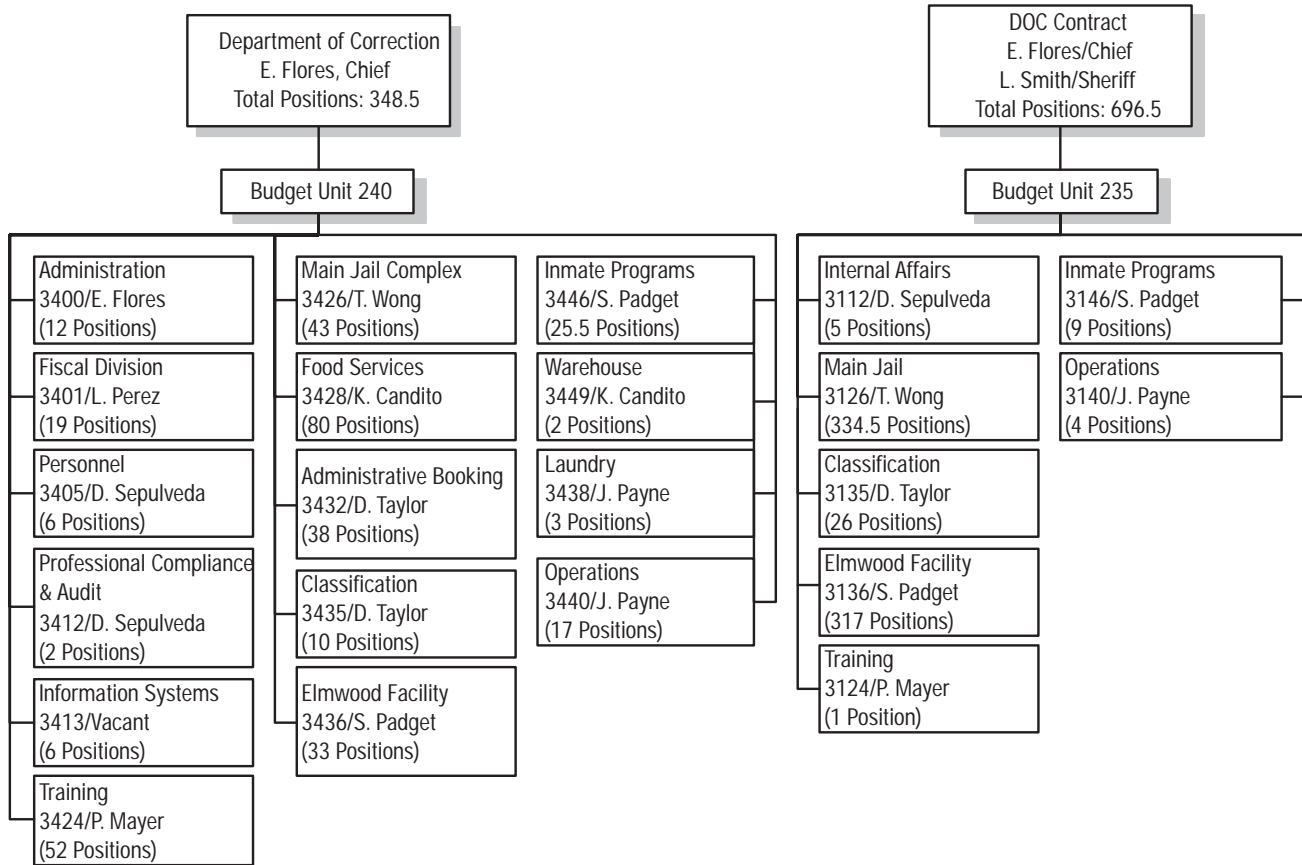 Department of Correction
E. Flores, Chief
Total Positions: 348.5
Budget Unit 240
Administration
3400/E. Flores
(12 Positions)
Fiscal Division
3401/L. Perez
(19 Positions)
Personnel
3405/D. Sepulveda
(6 Positions)
Professional Compliance
& Audit
3412/D. Sepulveda
(2 Positions)
Information Systems
3413/Vacant
(6 Positions)
Training
3424/P. Mayer
(52 Positions)
Main Jail Complex
3426/T. Wong
(43 Positions)
Food Services
3428/K. Candito
(80 Positions)
Administrative Booking
3432/D. Taylor
(38 Positions)
Classification
3435/D. Taylor
(10 Positions)
Elmwood Facility
3436/S. Padget
(33 Positions)
Inmate Programs
3446/S. Padget
(25.5 Positions)
Warehouse
3449/K. Candito
(2 Positions)
Laundry
3438/J. Payne
(3 Positions)
Operations
3440/J. Payne
(17 Positions)
DOC Contract
E. Flores/Chief
L. Smith/Sheriff
Total Positions: 696.5
Budget Unit 235
Internal Affairs
3112/D. Sepulveda
(5 Positions)
Main Jail
3126/T. Wong
(334.5 Positions)
Classification
3135/D. Taylor
(26 Positions)
Elmwood Facility
3136/S. Padget
(317 Positions)
Training
3124/P. Mayer
(1 Position)
Inmate Programs
3146/S. Padget
(9 Positions)
Operations
3140/J. Payne
(4 Positions)